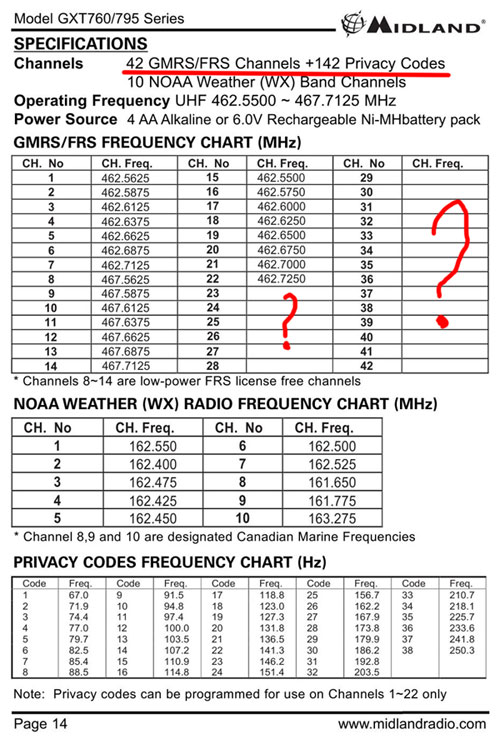 Model GXT760/795 Series
MIDLAND®
SPECIFICATIONS
Channels 42 GMRS/FRS Channels +142 Privacy Codes
10 NOAA Weather (WX) Band Channels
Operating Frequency UHF 462.5500 ~ 467.7125 MHz
Power Source 4 AA Alkaline or 6.0V Rechargeable Ni-MHbattery pack
GMRS/FRS FREQUENCY CHART (MHz)
CH. No CH. Freq. CH. No CH. Freq. CH. No CH. Freq.
1 462.5625 15 462.5500 29
2 462.5875 16 462.5750 30
3 462.6125 17 462.6000 31
4 462.6375 18 462.6250 32
5 462.6625 19 462.6500 33
6 462.6875 20 462.6750 34
7 462.7125 21 462.7000 35
8 467.5625 22 462.7250 36
9 467.5873 23 37
10 467.6125 24 38
11 467.6375 25 39
12 467.6625 26 40
13 467.6875 27 41
14 467.7125 28 42
? ?
* Channels 8~14 are low-power FRS license free channels
NOAA WEATHER (WX) RADIO FREQUENCY CHART (MHz)
CH. No CH. Freq. CH. No CH. Freq.
1 162.550 6 162.500
2 162.400 7 162.525
3 162.475 8 161.650
4 162.425 9 161.775
5 162.450 10 163.275
* Channel 8,9 and 10 are designated Canadian Marine Frequencies
PRIVACY CODES FREQUENCY CHART (Hz)
Code Freq. Code Freq. Code Freq. Code Freq. Code Freq.
1 67.0 9 91.5 17 118.8 25 156.7 33 210.7
2 71.9 10 94.8 18 123.0 26 162.2 34 218.1
3 74.4 11 97.4 19 127.3 27 167.9 35 225.7
4 77.0 12 100.0 20 131.8 28 173.8 36 233.6
5 79.7 13 103.5 21 136.5 29 179.9 37 241.8
6 82.5 14 107.2 22 141.3 30 186.2 38 250.3
7 85.4 15 110.9 23 146.2 31 192.8
8 88.5 16 114.8 24 151.4 32 203.5
Note: Privacy codes can be programmed for use on Channels 1~22 only
Page 14 www.midlandradio.com